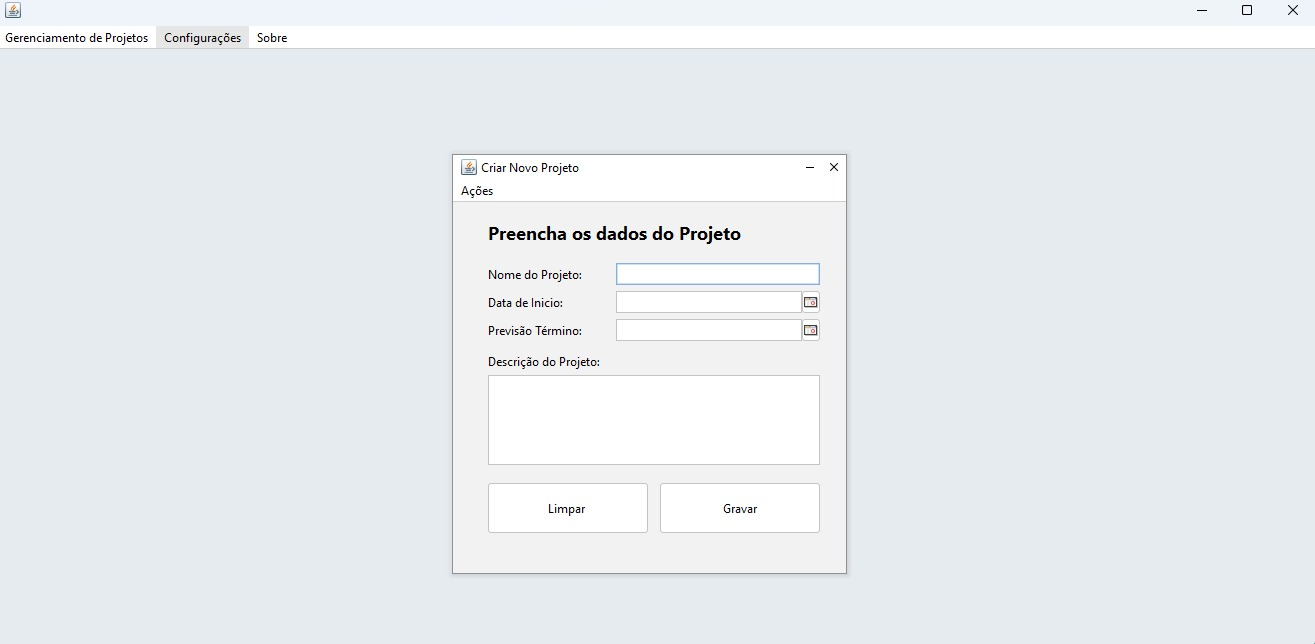 Gerenciamento de Projetos Configurações Sobre
Criar Novo Projeto
Ações
Preencha os dados do Projeto
Nome do Projeto:
Data de Inicio:
Previsão Término:
Descrição do Projeto:
Limpar Gravar